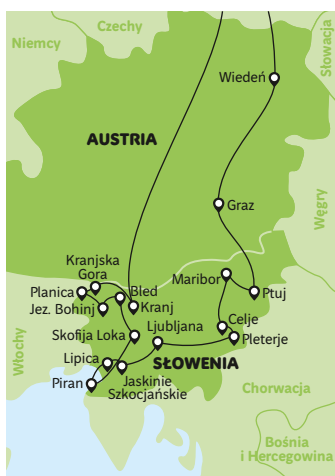 Czechy
Niemcy
Słowacja
Wiedeń
AUSTRIA
Węgry
Graz
Kranjska
Gora
Maribor
Planica
Bled
Ptuj
Jez. Bohinj
Kranj
Celje
Skofija Loka
Ljubljana
Pleterje
Włochy
Lipica
SŁOWENIA
Piran
Jaskinie
Szkocjańskie
Chorwacja
Bośnia
i Hercegowina